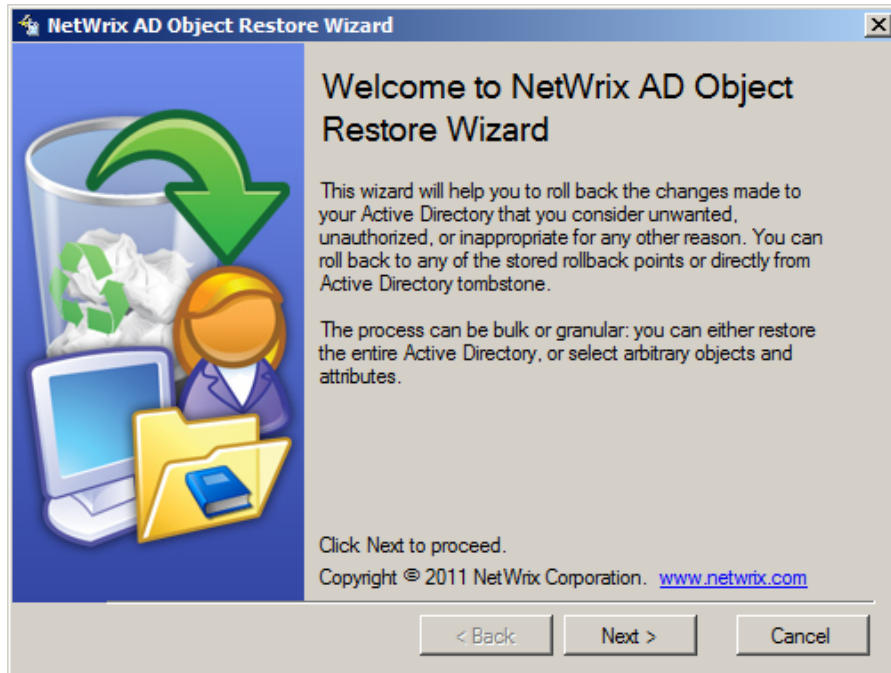 NetWrix AD Object Restore Wizard
Welcome to NetWrix AD Object
Restore Wizard
This wizard will help you to roll back the changes made to
your Active Directory that you consider unwanted,
unauthorized, or inappropriate for any other reason. You can
roll back to any of the stored rollback points or directly from
Active Directory tombstone.
The process can be bulk or granular: you can either restore
the entire Active Directory, or select arbitrary objects and
attributes.
Click Next to proceed.
Copyright © 2011 NetWrix Corporation. www.netwrix.com
< Back Next > Cancel